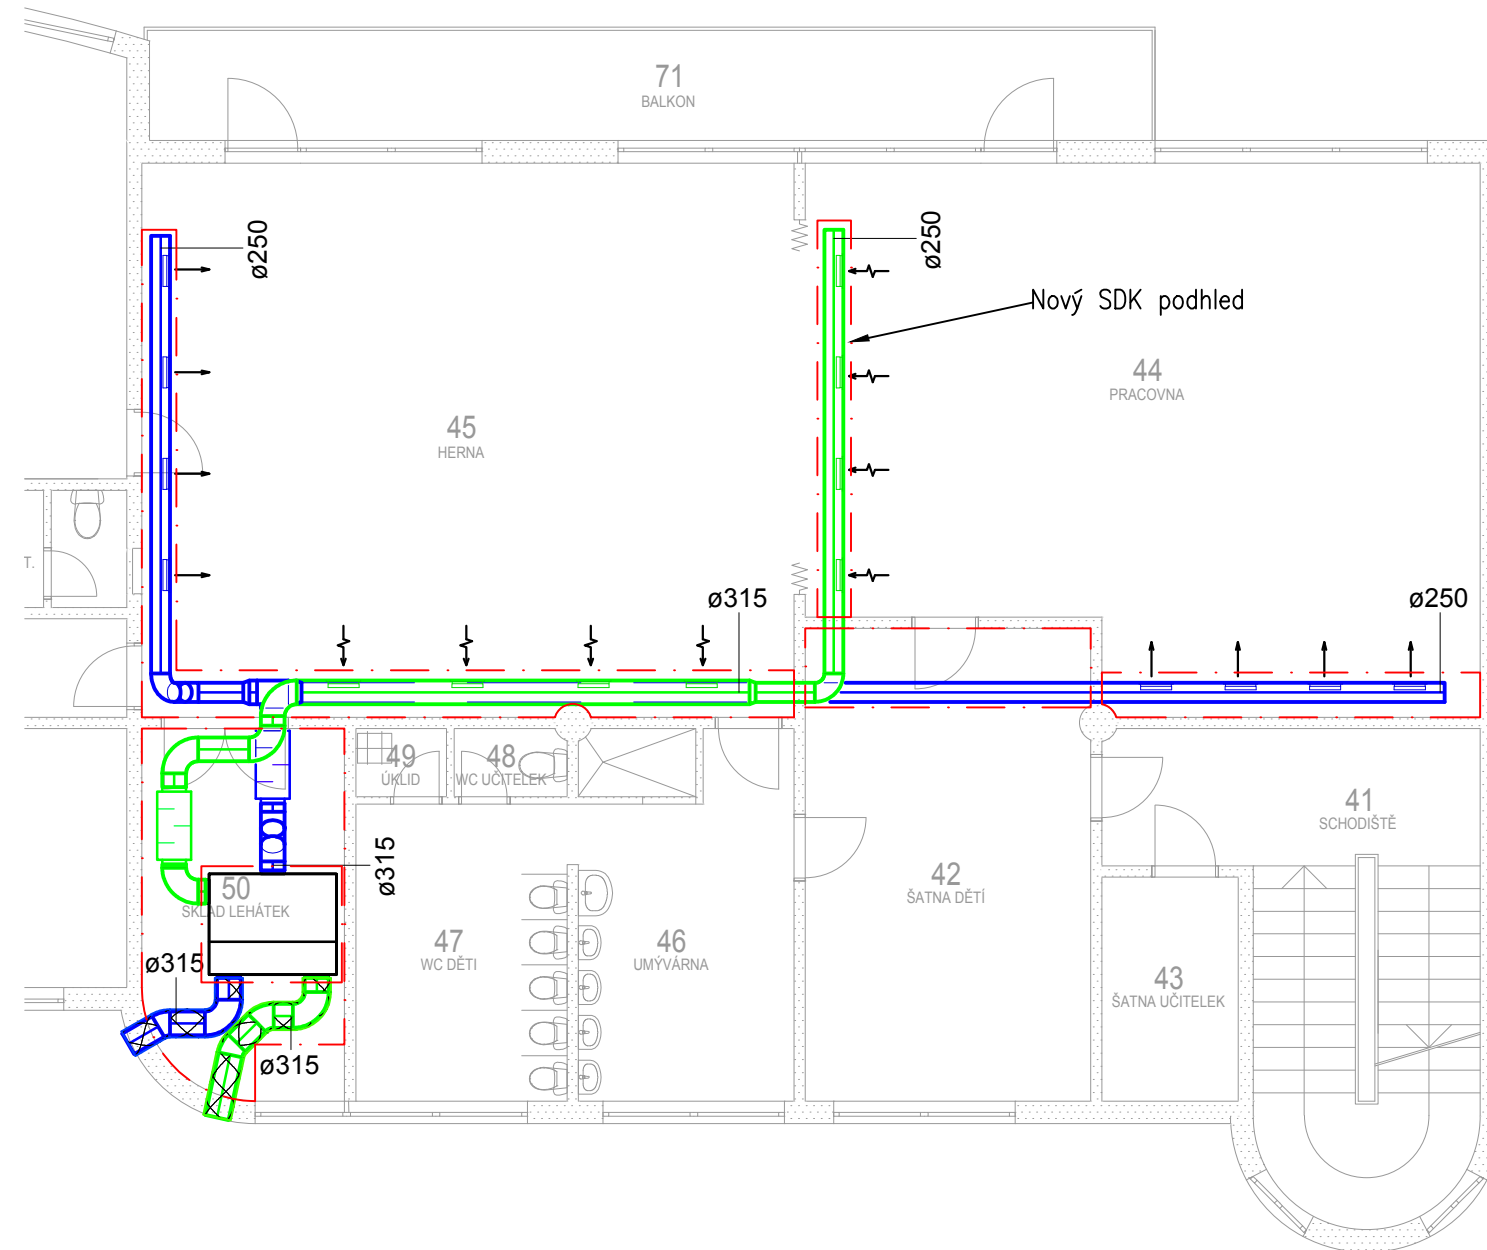 71
BALKON
ø250
ø250
Nový SDK podhled
44
PRACOVNA
45
HERNA
T.
ø315
ø250
49
ÚKLID
48
WC UČITELEK
41
SCHODIŠTĚ
ø315
50
SKLAD LEHÁTEK
42
ŠATNA DĚTÍ
47
WC DĚTI
46
UMÝVÁRNA
ø315
43
ŠATNA UČITELEK
ø315